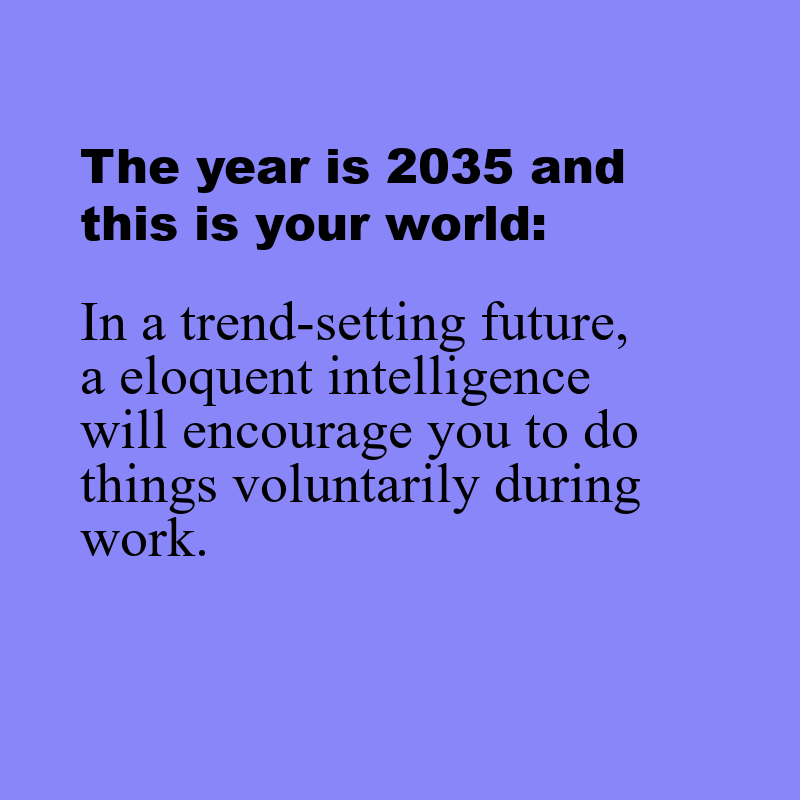 The year is 2035 and
this is your world:
In a trend-setting future,
a eloquent intelligence
will encourage you to do
things voluntarily during
work.